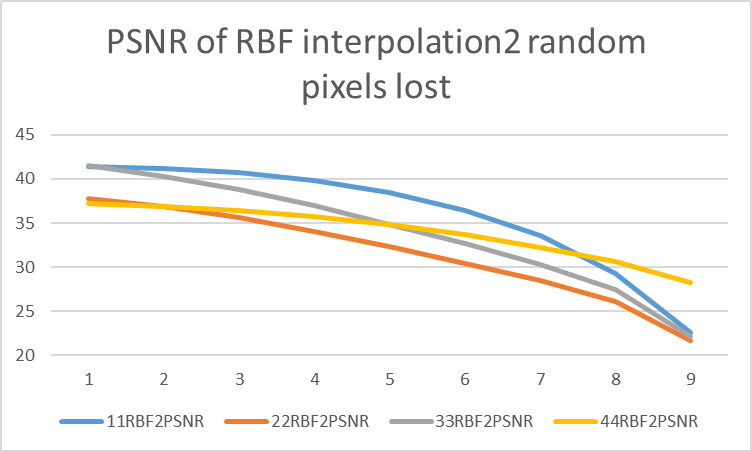 PSNR of RBF interpolation2 random
pixels lost
45
40
35
30
25
20
1 2 3 4 5 6 7 8 9
11RBF2PSNR 22RBF2PSNR 33RBF2PSNR 44RBF2PSNR